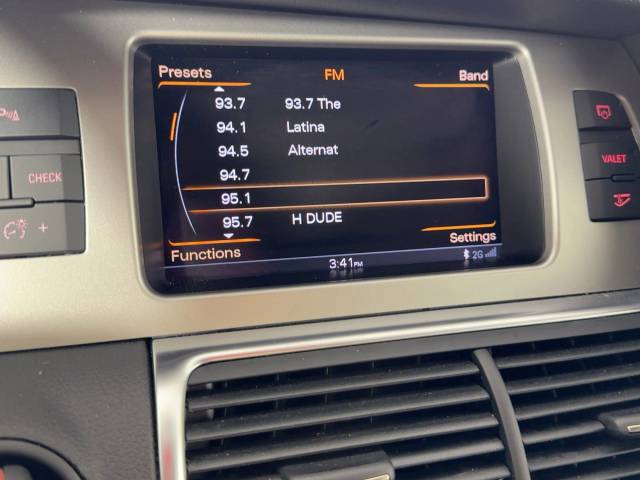 Presets FM Band
93.7 93.7 The
94.1 Latina
94.5 Alternat
94.7
95.1
95.7 H DUDE
Functions Settings
3:41PM 2G
CHECK
+
VALET